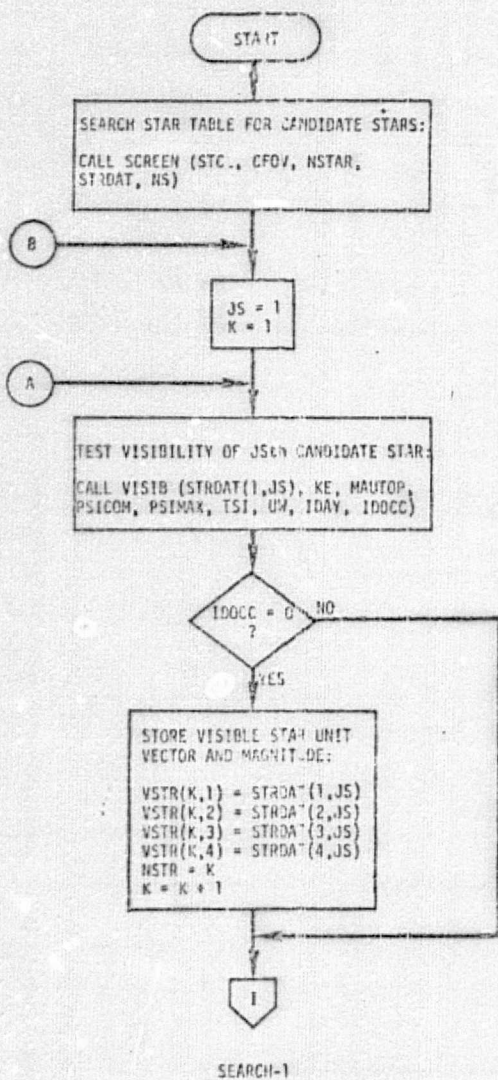 START
SEARCH STAR TABLE FOR CANDIDATE STARS:
CALL SCREEN (STC., CFOV, NSTAR,
STRDAT, NS)
B
JS = 1
K = 1
A
TEST VISIBILITY OF JSth CANDIDATE STAR:
CALL VISIB (STRDAT(1,JS), KE, MAUTOP,
PSICOM, PSIMAX, TSI, UW, IDAY, IDOCC)
IDOCC = 0
?
NO
YES
STORE VISIBLE STAR UNIT
VECTOR AND MAGNITUDE:
VSTR(K,1) = STRDAT(1,JS)
VSTR(K,2) = STRDAT(2,JS)
VSTR(K,3) = STRDAT(3,JS)
VSTR(K,4) = STRDAT(4,JS)
NSTR = K
K = K + 1
1
SEARCH-1